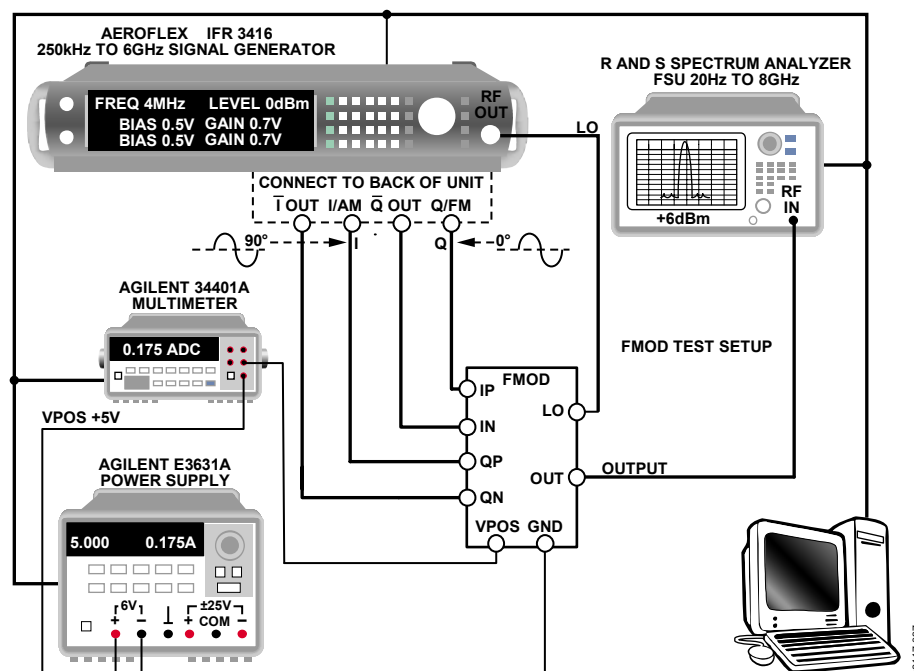 AEROFLEX IFR 3416
250kHz TO 6GHz SIGNAL GENERATOR
FREQ 4MHz LEVEL 0dBm
BIAS 0.5V GAIN 0.7V
BIAS 0.5V GAIN 0.7V
RF
OUT
LO
R AND S SPECTRUM ANALYZER
FSU 20Hz TO 8GHz
+6dBm
RF
IN
CONNECT TO BACK OF UNIT
I̅ OUT I/AM Q̅ OUT Q/FM
90° I Q 0°
AGILENT 34401A
MULTIMETER
0.175 ADC
FMOD TEST SETUP
VPOS +5V
FMOD
IP
IN
QP
QN
LO
OUT
VPOS GND
OUTPUT
AGILENT E3631A
POWER SUPPLY
5.000 0.175A
6V ±25V
+ – ⊥ + COM –